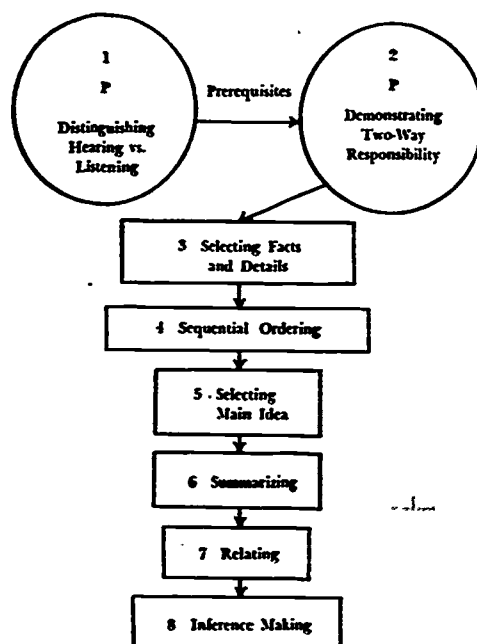 1
P
Distinguishing
Hearing vs.
Listening
Prerequisites
2
P
Demonstrating
Two-Way
Responsibility
3 Selecting Facts
and Details
4 Sequential Ordering
5 . Selecting
Main Idea
6 Summarizing
7 Relating
8 Inference Making